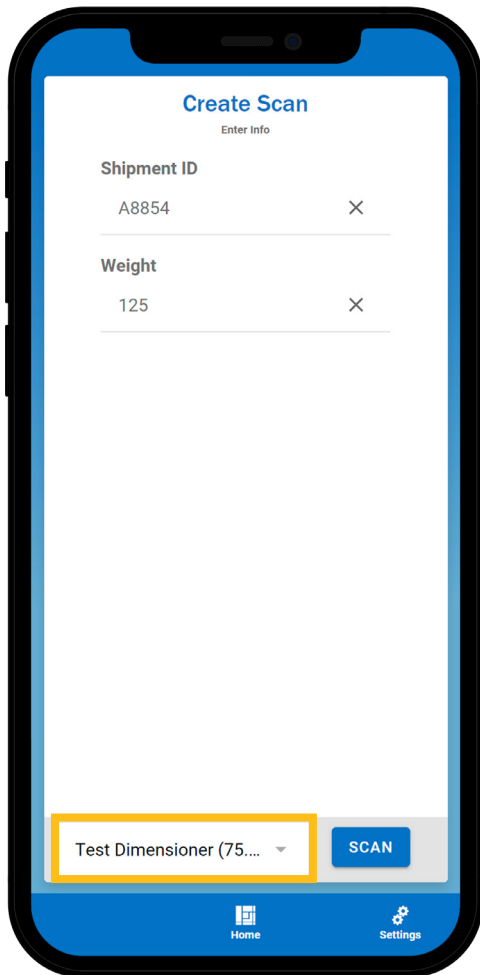 Create Scan
Enter Info
Shipment ID
A8854
Weight
125
Test Dimensioner (75....
SCAN
Home
Settings